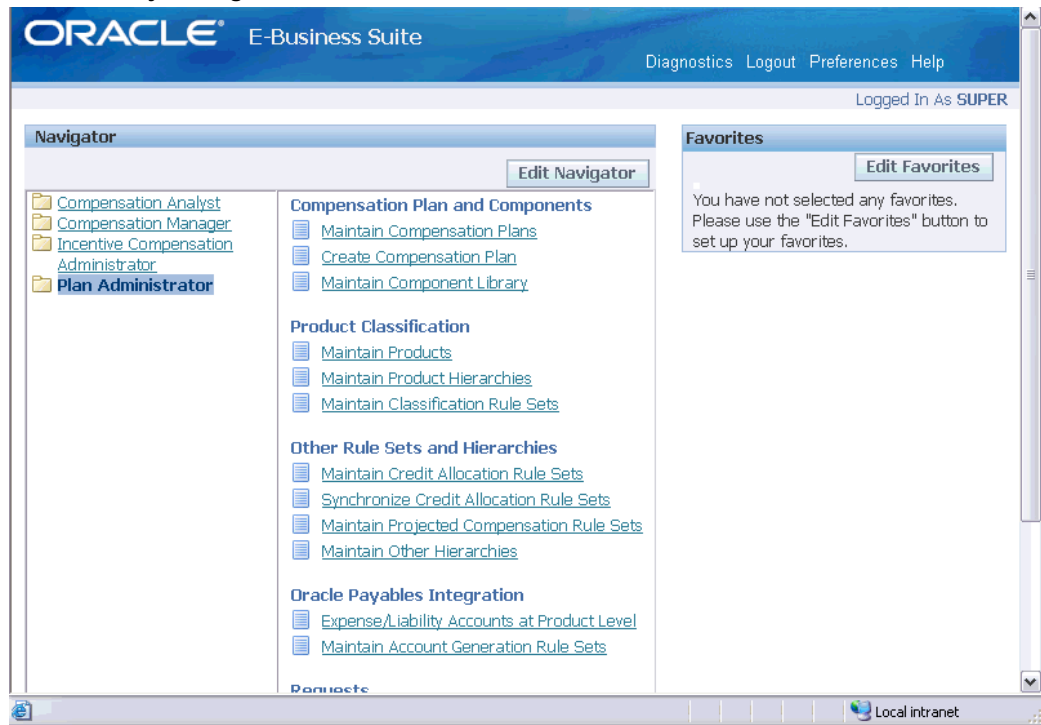 ORACLE® E-Business Suite
Diagnostics Logout Preferences Help
Logged In As SUPER
Navigator
Edit Navigator
Compensation Analyst
Compensation Manager
Incentive Compensation
Administrator
Plan Administrator
Compensation Plan and Components
Maintain Compensation Plans
Create Compensation Plan
Maintain Component Library
Product Classification
Maintain Products
Maintain Product Hierarchies
Maintain Classification Rule Sets
Other Rule Sets and Hierarchies
Maintain Credit Allocation Rule Sets
Synchronize Credit Allocation Rule Sets
Maintain Projected Compensation Rule Sets
Maintain Other Hierarchies
Oracle Payables Integration
Expense/Liability Accounts at Product Level
Maintain Account Generation Rule Sets
Requests
Favorites
Edit Favorites
You have not selected any favorites.
Please use the "Edit Favorites" button to
set up your favorites.
Local intranet